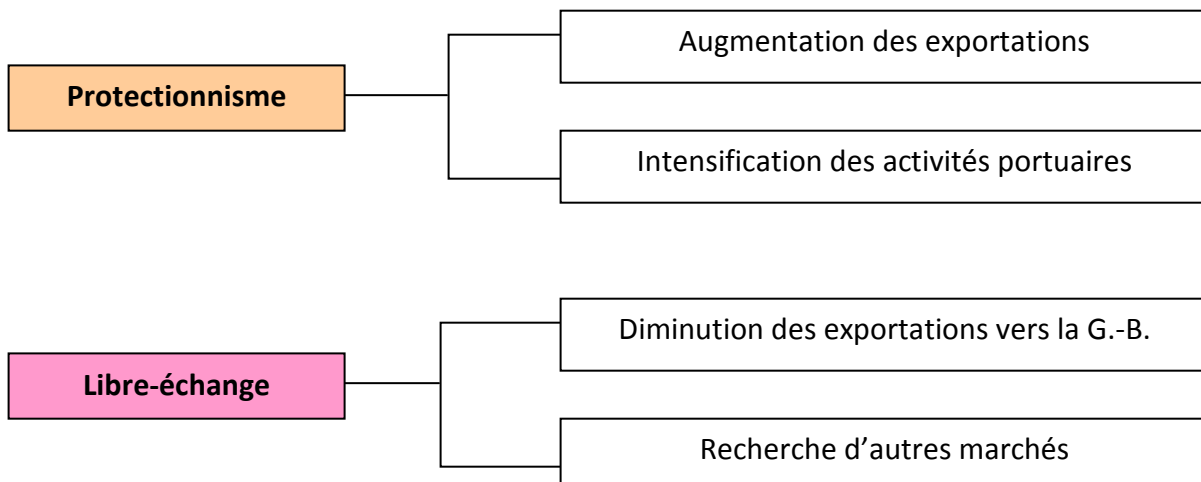 Augmentation des exportations
Protectionnisme
Intensification des activités portuaires
Diminution des exportations vers la G.-B.
Libre-échange
Recherche d’autres marchés